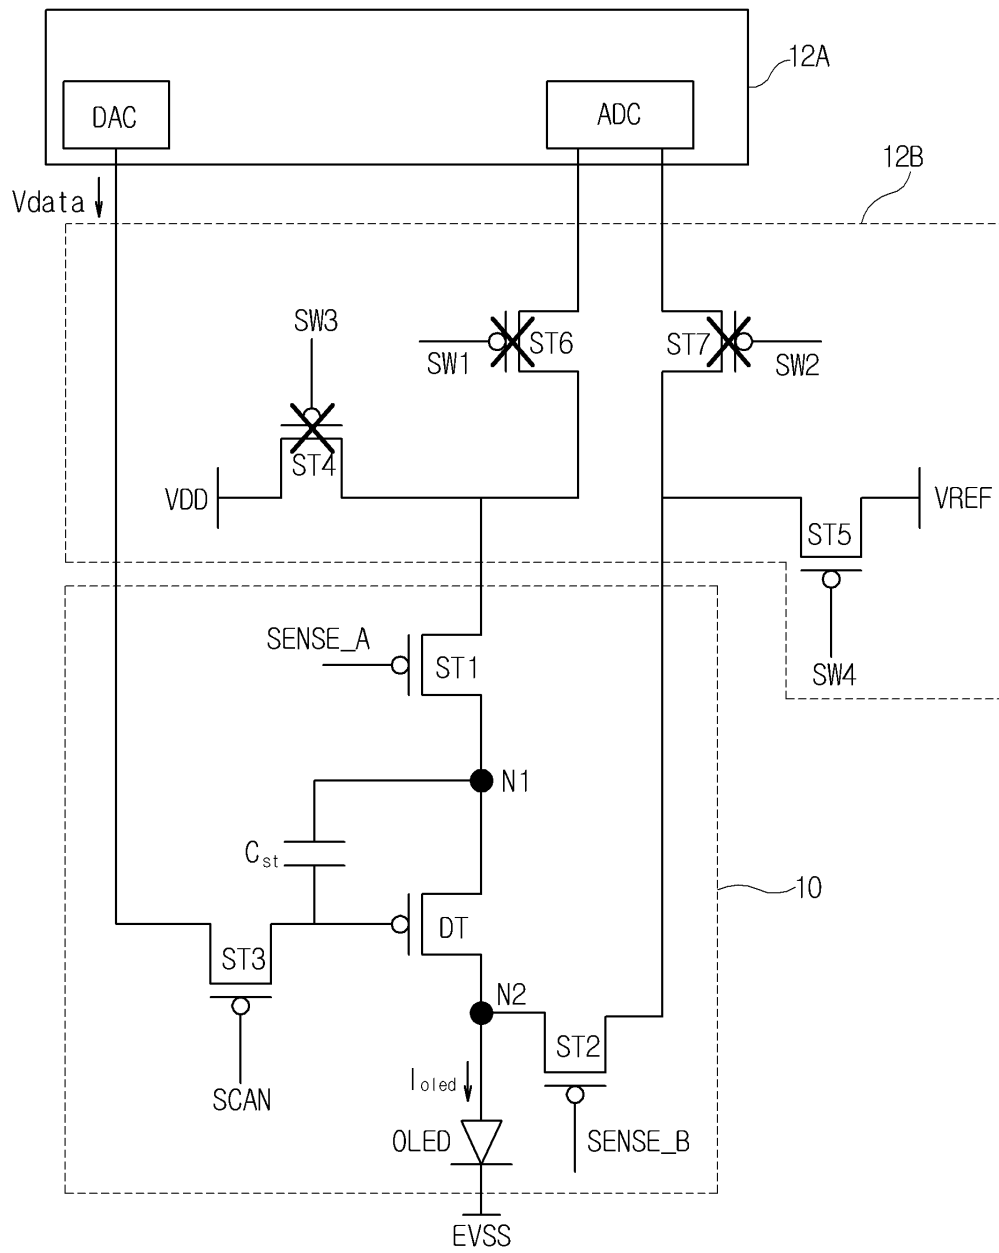 12A
DAC
ADC
12B
Vdata
SW3
ST6
ST7
SW1
SW2
ST4
VDD
VREF
ST5
SENSE_A
ST1
SW4
N1
Cst
10
DT
ST3
N2
ST2
Ioled
SCAN
OLED
SENSE_B
EVSS